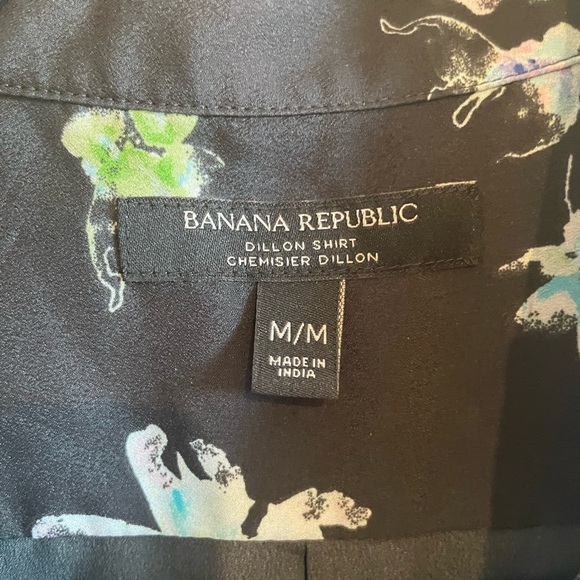 BANANA REPUBLIC
DILLON SHIRT
CHEMISIER DILLON
M/M
MADE IN
INDIA